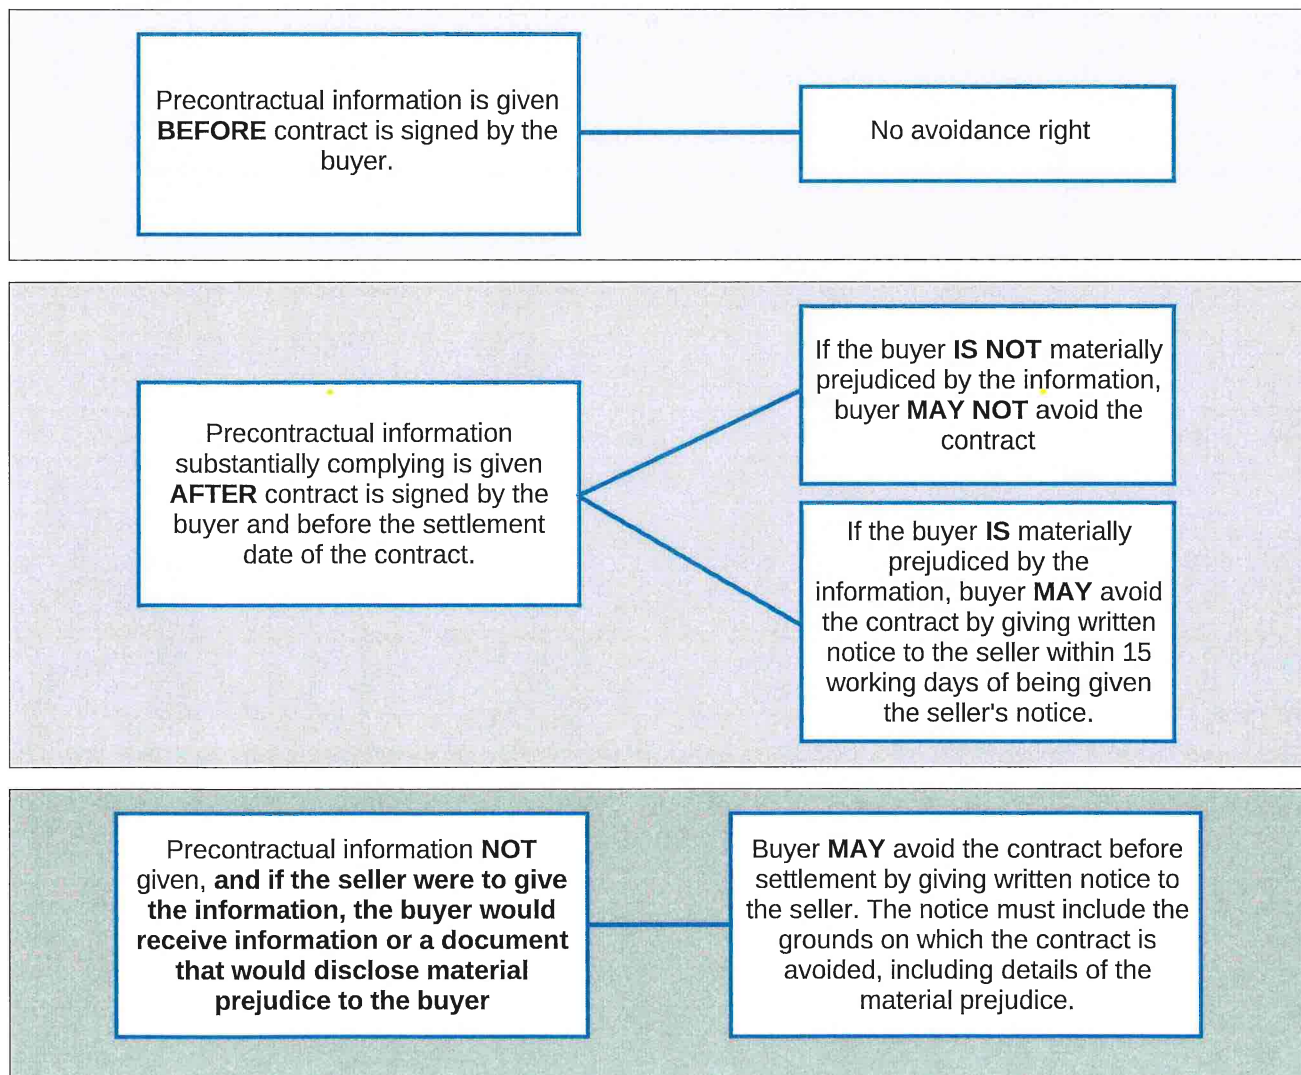 Precontractual information is given
BEFORE contract is signed by the
buyer.
No avoidance right
Precontractual information
substantially complying is given
AFTER contract is signed by the
buyer and before the settlement
date of the contract.
If the buyer IS NOT materially
prejudiced by the information,
buyer MAY NOT avoid the
contract
If the buyer IS materially
prejudiced by the
information, buyer MAY avoid
the contract by giving written
notice to the seller within 15
working days of being given
the seller's notice.
Precontractual information NOT
given, and if the seller were to give
the information, the buyer would
receive information or a document
that would disclose material
prejudice to the buyer
Buyer MAY avoid the contract before
settlement by giving written notice to
the seller. The notice must include the
grounds on which the contract is
avoided, including details of the
material prejudice.